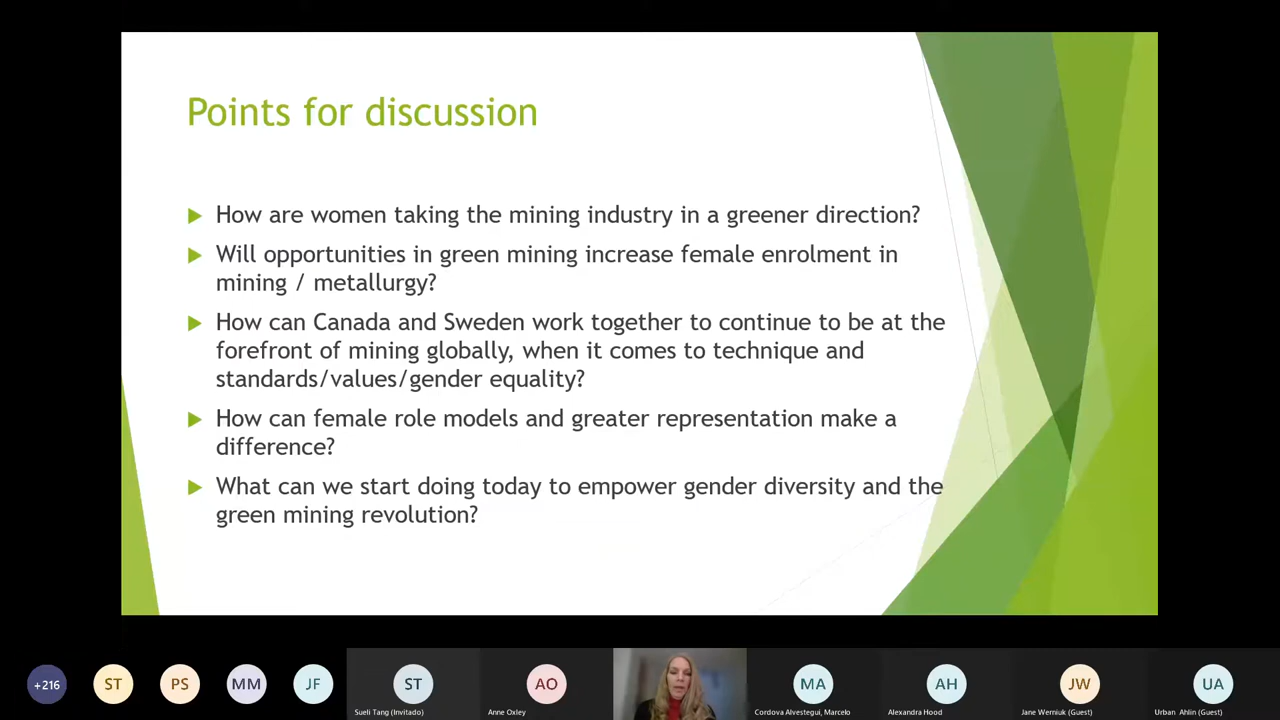 Points for discussion
How are women taking the mining industry in a greener direction?
Will opportunities in green mining increase female enrolment in
mining / metallurgy?
How can Canada and Sweden work together to continue to be at the
forefront of mining globally, when it comes to technique and
standards/values/gender equality?
How can female role models and greater representation make a
difference?
What can we start doing today to empower gender diversity and the
green mining revolution?
+216
ST
PS
MM
JF
ST
AO
MA
AH
JW
UA
Sueli Tang (Invitado)
Anne Oxley
Cordova Alvestegui, Marcelo
Alexandra Hood
Jane Werniuk (Guest)
Urban Ahlin (Guest)